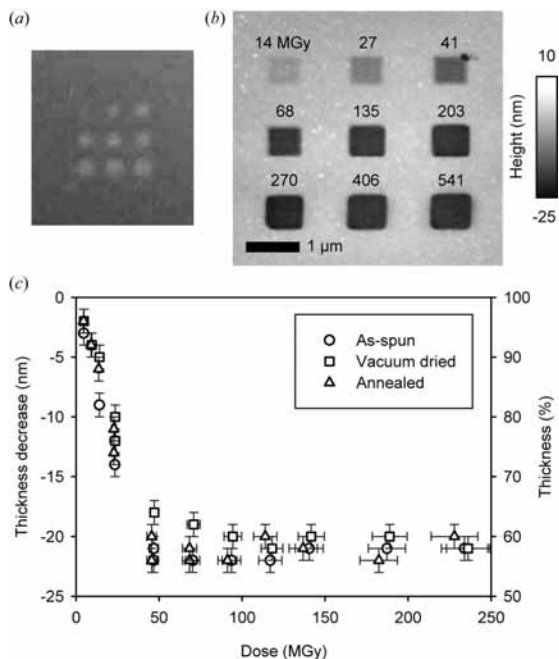 (a)
(b)
14 MGy 27 41
68 135 203
270 406 541
1 μm
10
Height (nm)
-25
(c)
As-spun
Vacuum dried
Annealed
0
-5
-10
-15
-20
-25
Thickness decrease (nm)
100
90
80
70
60
50
Thickness (%)
0 50 100 150 200 250
Dose (MGy)